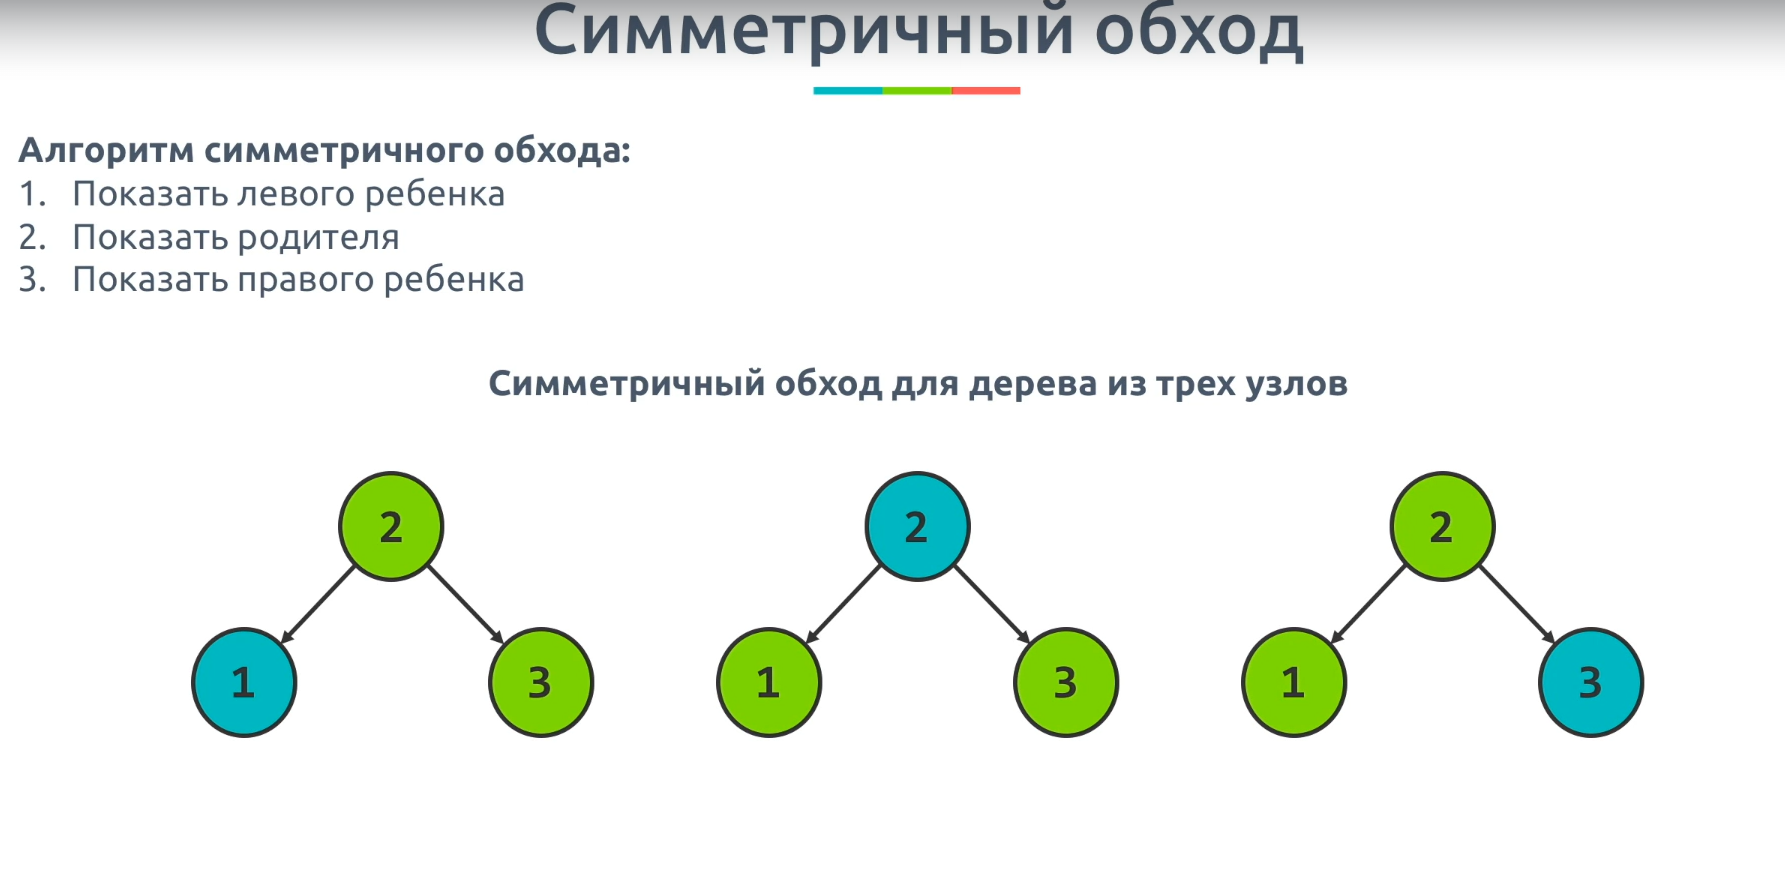 Симметричный обход
Алгоритм симметричного обхода:
1. Показать левого ребенка
2. Показать родителя
3. Показать правого ребенка
Симметричный обход для дерева из трех узлов
2 2 2
1 3 1 3 1 3